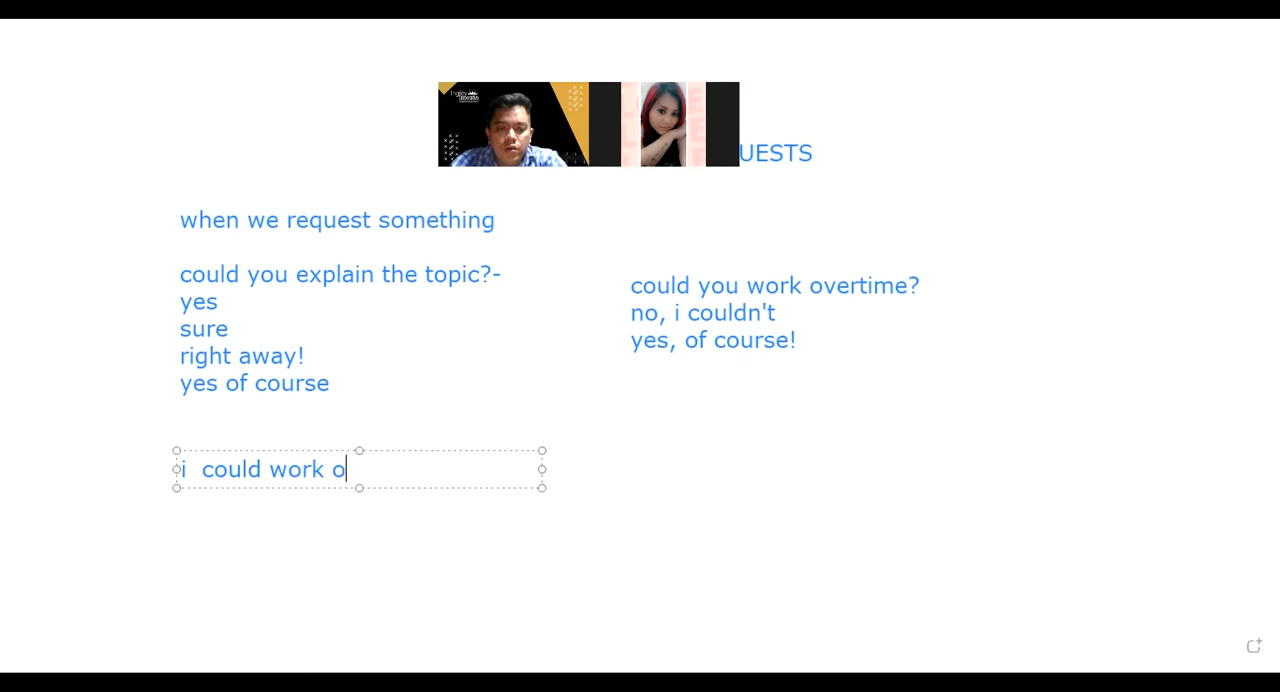 UESTS
when we request something
could you explain the topic?-
yes
sure
right away!
yes of course
could you work overtime?
no, i couldn't
yes, of course!
i  could work o